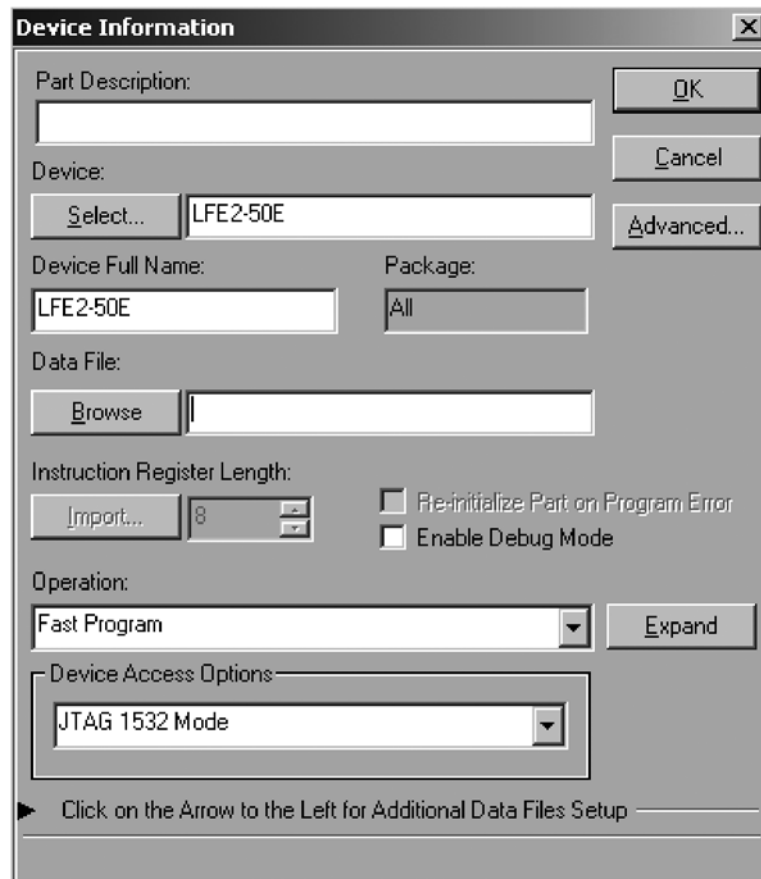 Device Information
Part Description:
OK
Cancel
Device:
Select...
LFE2-50E
Advanced...
Device Full Name:
Package:
LFE2-50E
All
Data File:
Browse
Instruction Register Length:
Import...
8
Re-initialize Part on Program Error
Enable Debug Mode
Operation:
Fast Program
Expand
Device Access Options
JTAG 1532 Mode
Click on the Arrow to the Left for Additional Data Files Setup